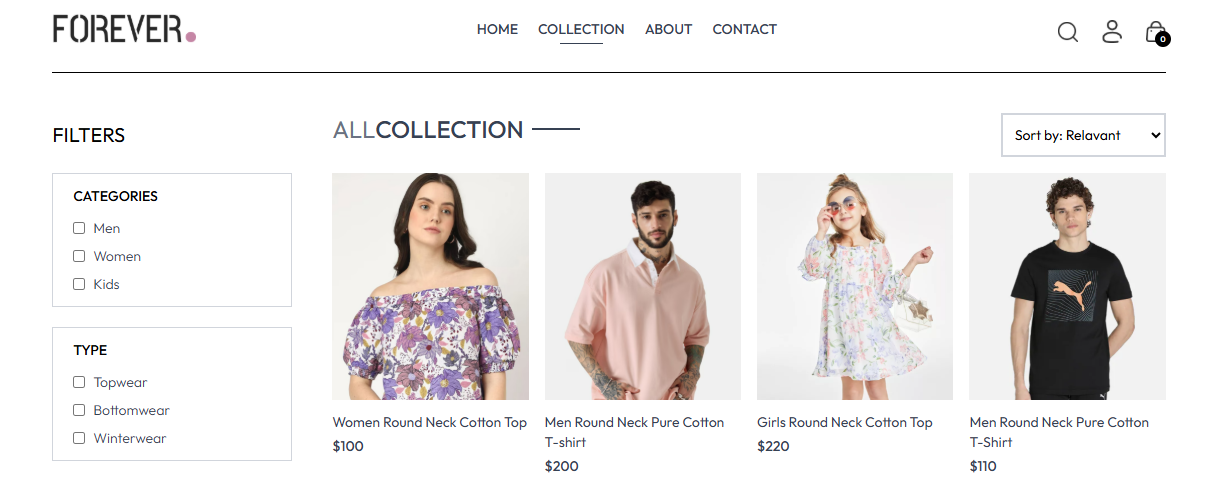 FOREVER.
HOME COLLECTION ABOUT CONTACT
0
FILTERS
ALL COLLECTION
Sort by: Relavant
CATEGORIES
Men
Women
Kids
TYPE
Topwear
Bottomwear
Winterwear
Women Round Neck Cotton Top
$100
Men Round Neck Pure Cotton
T-shirt
$200
Girls Round Neck Cotton Top
$220
Men Round Neck Pure Cotton
T-Shirt
$110